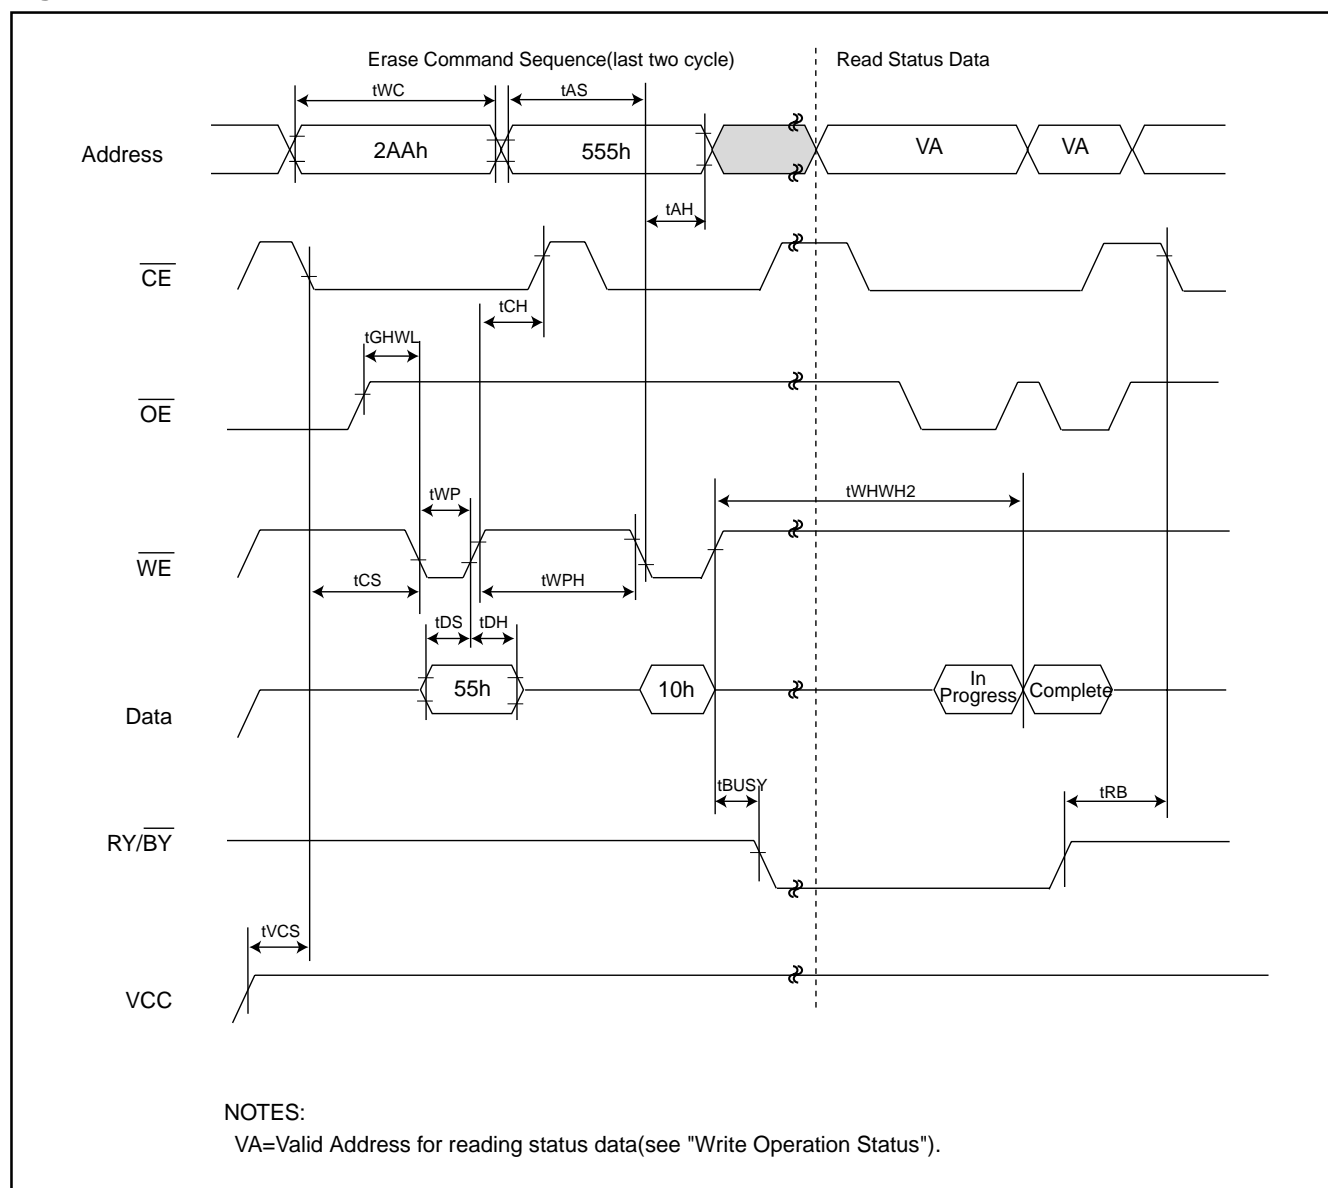 Erase Command Sequence(last two cycle)
Read Status Data
tWC
tAS
Address
2AAh
555h
VA
VA
tAH
CE
tCH
tGHWL
OE
tWP
tWHWH2
WE
tCS
tWPH
tDS
tDH
Data
55h
10h
In
Progress
Complete
tBUSY
tRB
RY/BY
tVCS
VCC
NOTES:
VA=Valid Address for reading status data(see "Write Operation Status").